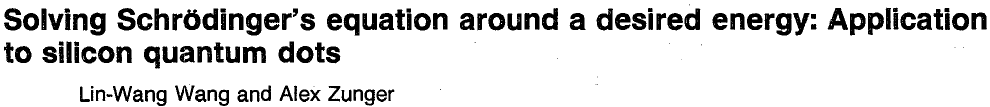 Solving Schrödinger's equation around a desired energy: Application
to silicon quantum dots
Lin-Wang Wang and Alex Zunger